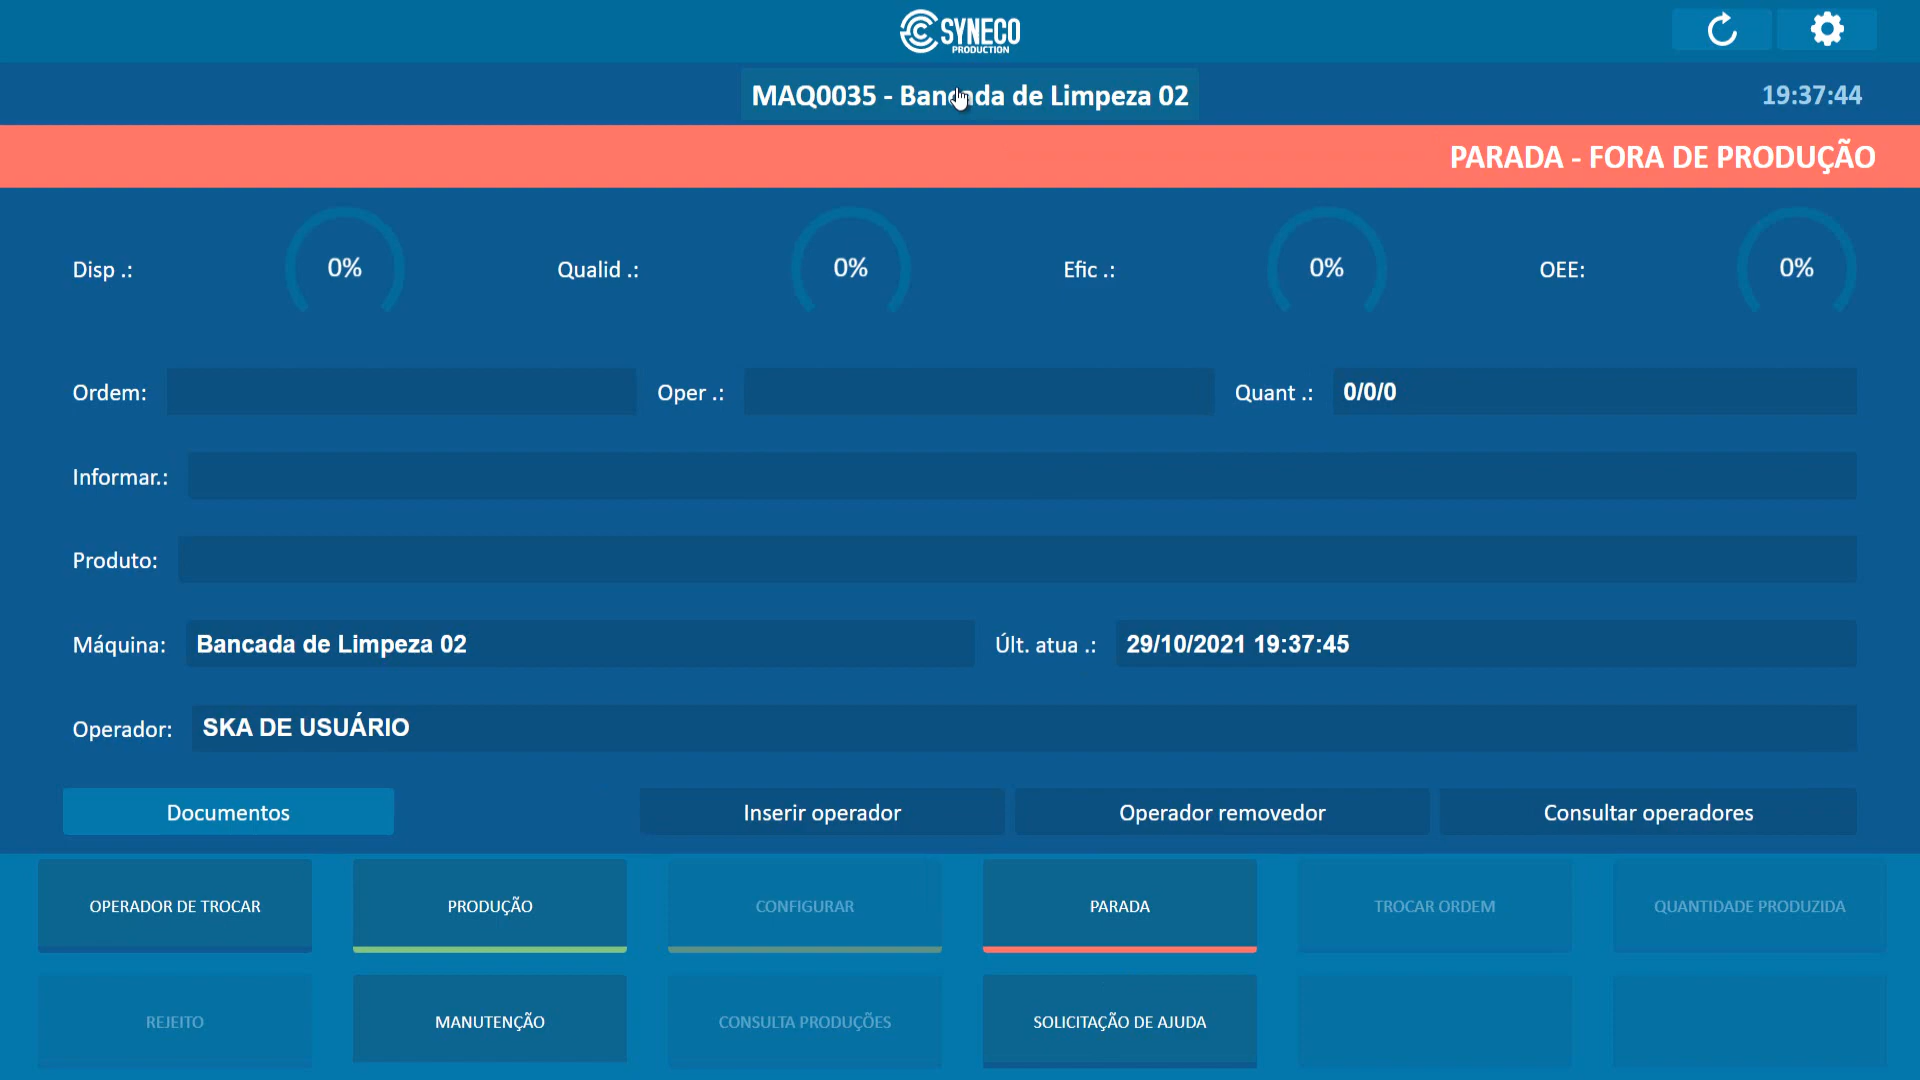 SYNECO
PRODUCTION
MAQ0035 - Bancada de Limpeza 02
19:37:44
PARADA - FORA DE PRODUÇÃO
Disp .: 0% Qualid .: 0% Efic .: 0% OEE: 0%
Ordem: Oper .: Quant .: 0/0/0
Informar.:
Produto:
Máquina: Bancada de Limpeza 02 Últ. atua .: 29/10/2021 19:37:45
Operador: SKA DE USUÁRIO
Documentos Inserir operador Operador removedor Consultar operadores
OPERADOR DE TROCAR PRODUÇÃO CONFIGURAR PARADA TROCAR ORDEM QUANTIDADE PRODUZIDA
REJEITO MANUTENÇÃO CONSULTA PRODUÇÕES SOLICITAÇÃO DE AJUDA